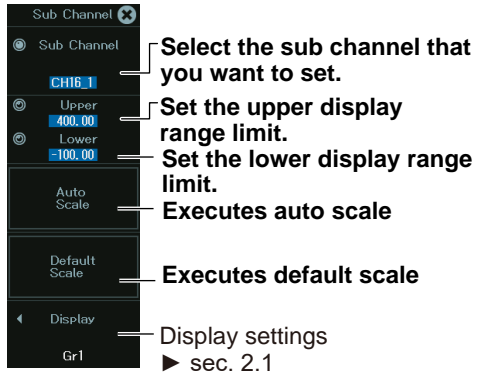 Sub Channel
Sub Channel
CH16_1
Select the sub channel that
you want to set.
Upper
400.00
Set the upper display
range limit.
Lower
-100.00
Set the lower display range
limit.
Auto
Scale
Executes auto scale
Default
Scale
Executes default scale
Display
Gr1
Display settings
► sec. 2.1